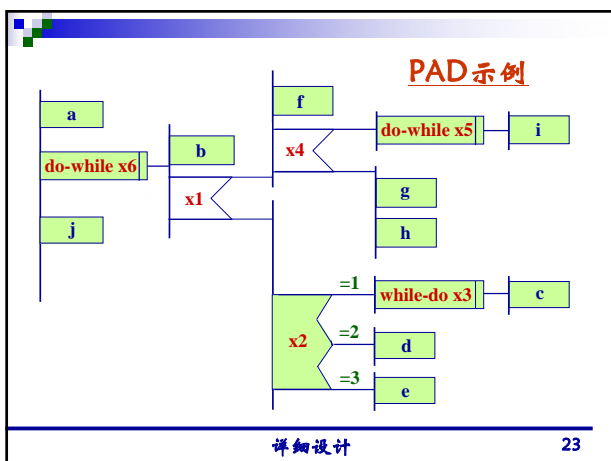 PAD示例
a
do-while x6
j
b
x1
f
x4
do-while x5
i
g
h
x2
=1
while-do x3
c
=2
d
=3
e
详细设计
23